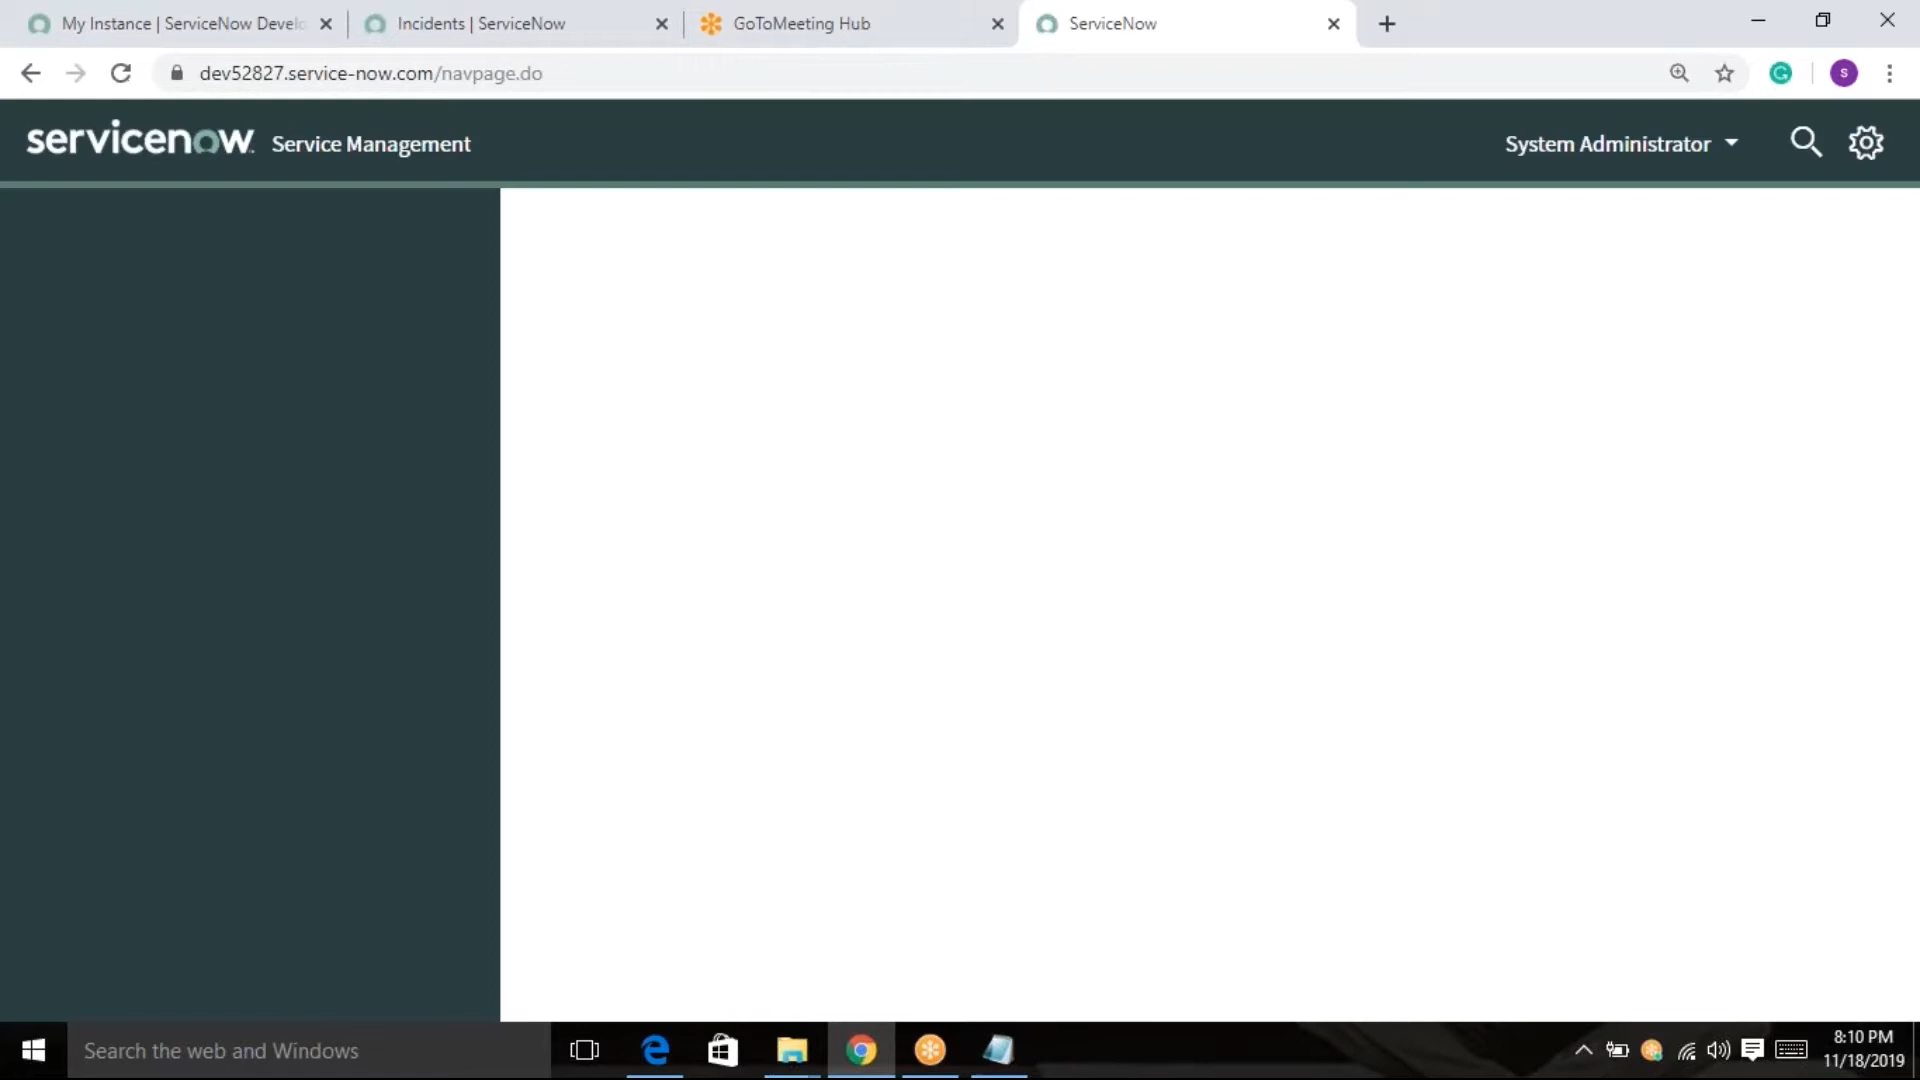 My Instance | ServiceNow Develo
Incidents | ServiceNow
GoToMeeting Hub
ServiceNow
dev52827.service-now.com/navpage.do
S
servicenow Service Management
System Administrator
Search the web and Windows
8:10 PM
11/18/2019